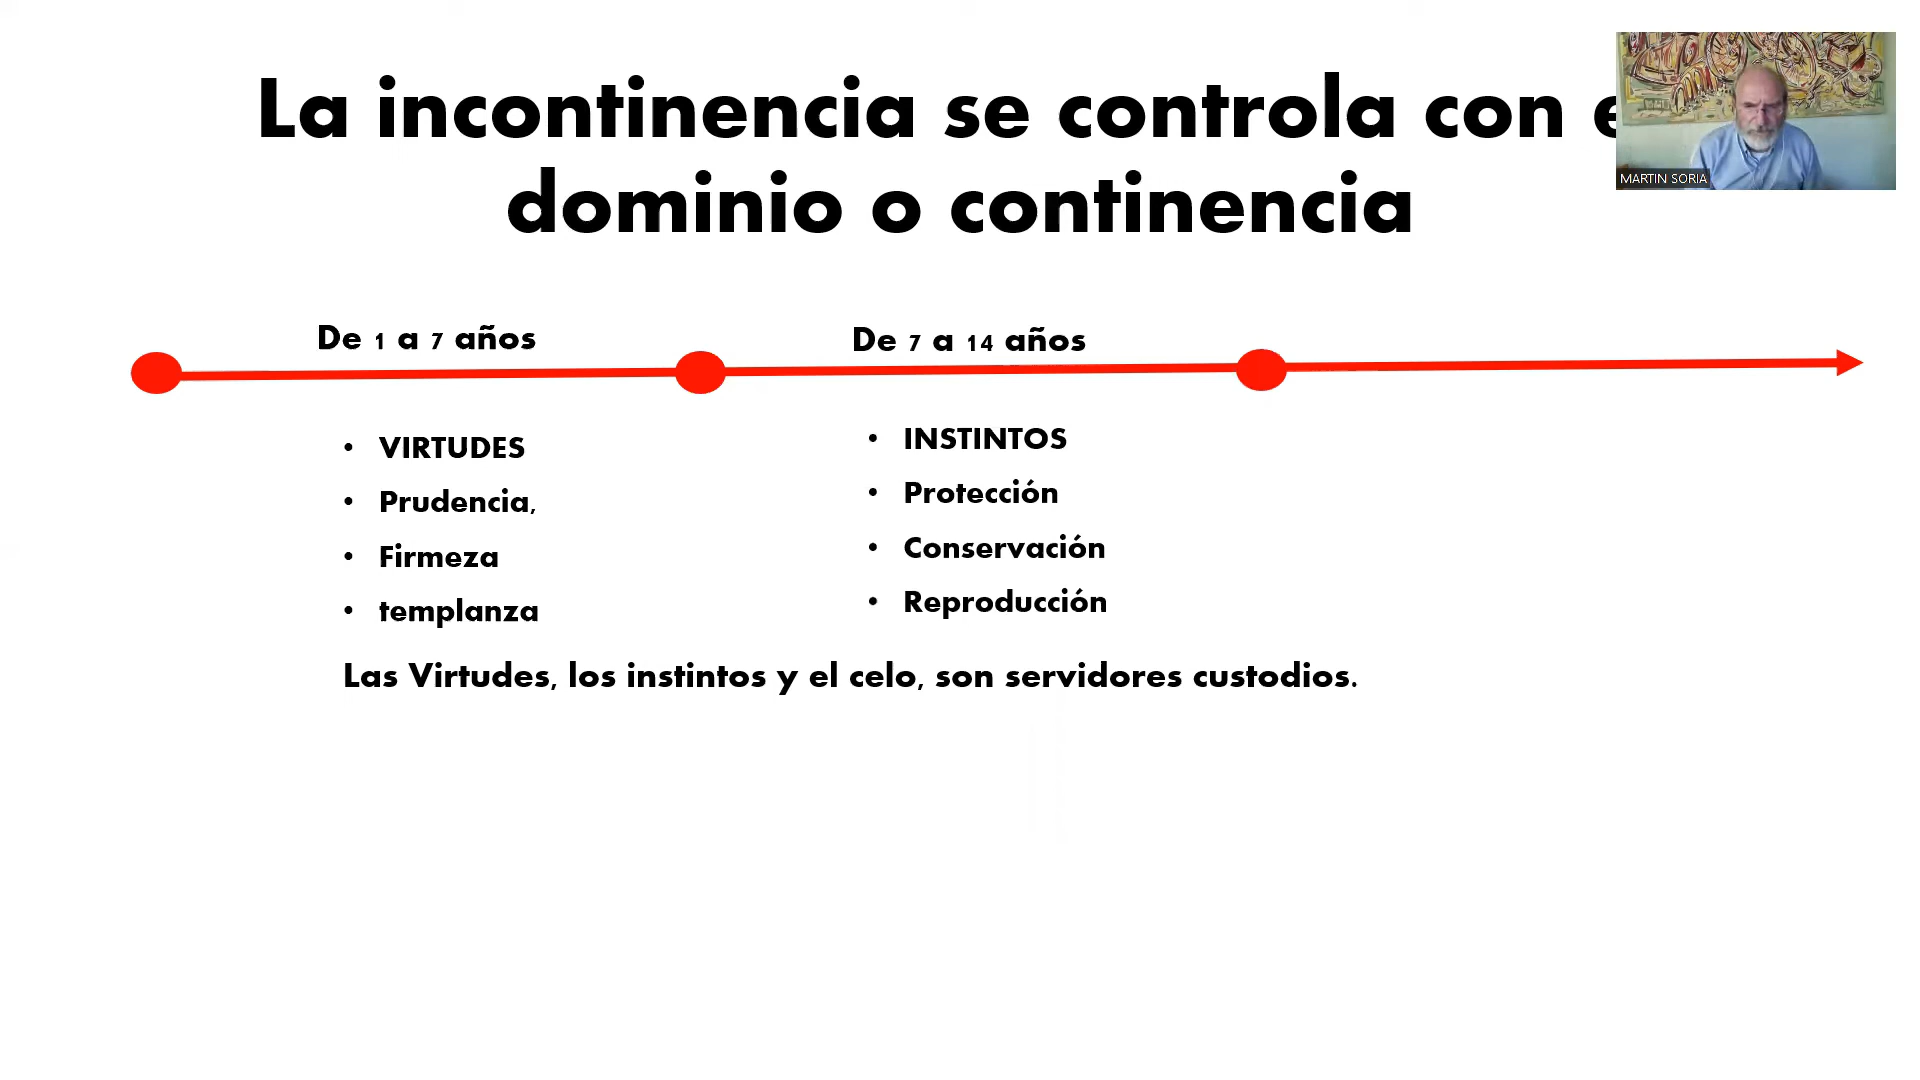 La incontinencia se controla con e
dominio o continencia
MARTIN SORIA
De 1 a 7 años
De 7 a 14 años
• VIRTUDES
• Prudencia,
• Firmeza
• templanza
• INSTINTOS
• Protección
• Conservación
• Reproducción
Las Virtudes, los instintos y el celo, son servidores custodios.